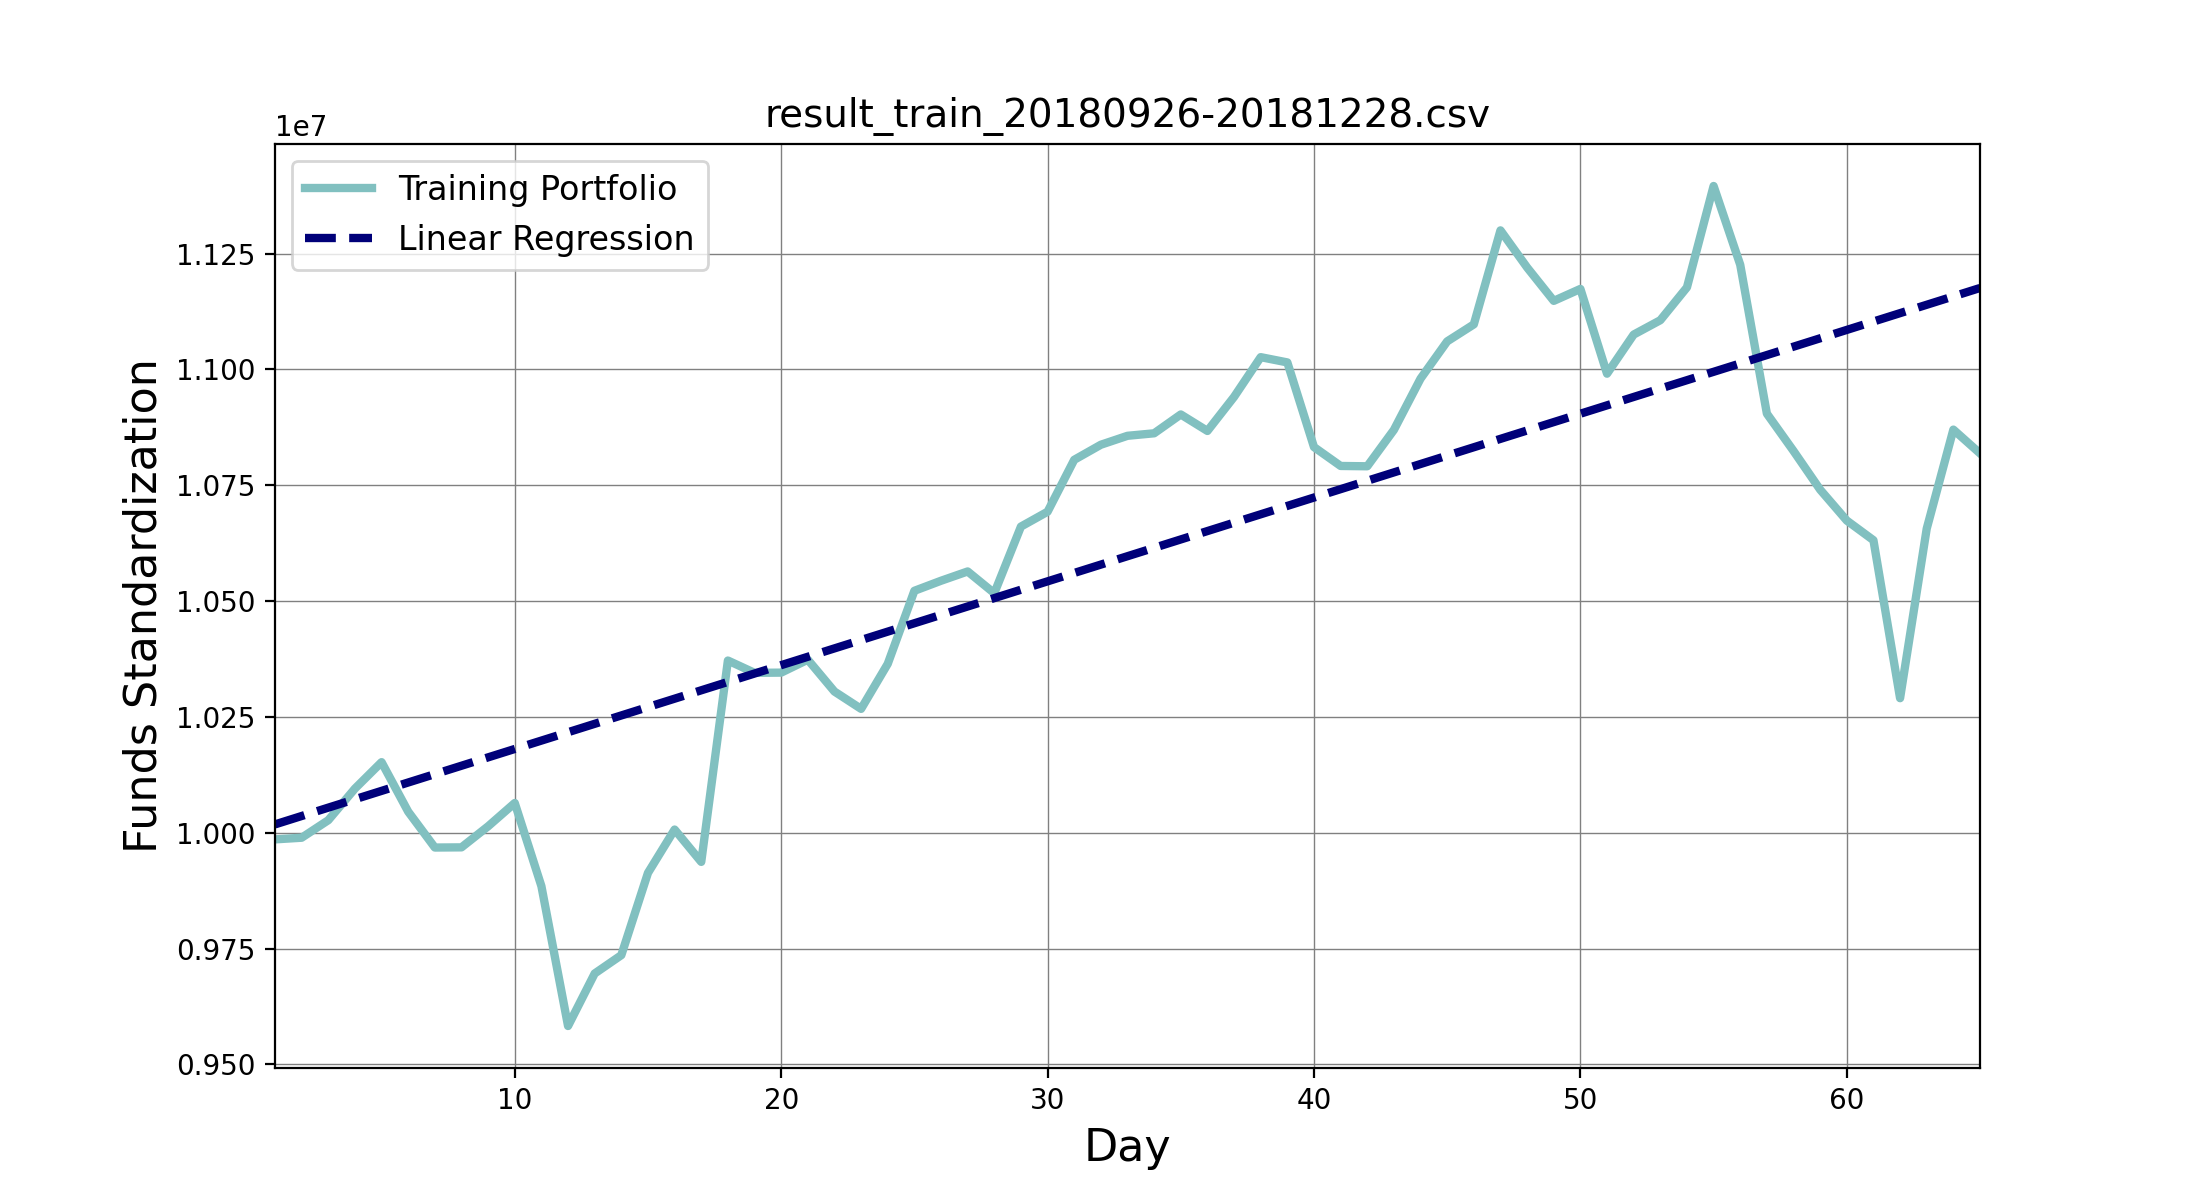 result_train_20180926-20181228.csv
1e7
Training Portfolio
Linear Regression
1.125
1.100
1.075
1.050
1.025
1.000
0.975
0.950
Funds Standardization
10 20 30 40 50 60
Day